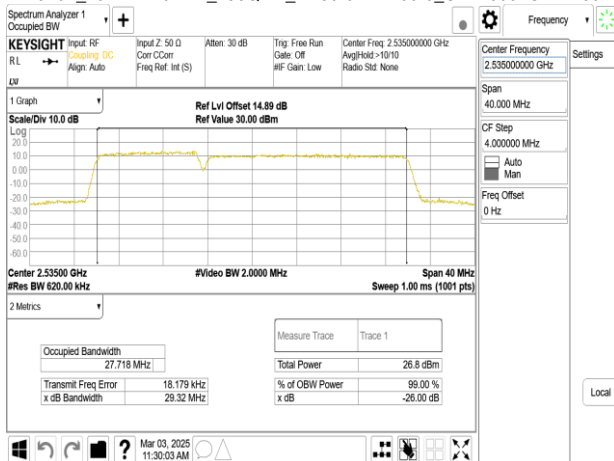 Spectrum Analyzer 1
Occupied BW
+
Frequency
KEYSIGHT
RL
LXI
Input: RF
Coupling: DC
Align: Auto
Input Z: 50 Ω
Corr CCorr
Freq Ref: Int (S)
Atten: 30 dB
Trig: Free Run
Gate: Off
#IF Gain: Low
Center Freq: 2.535000000 GHz
Avg|Hold:>10/10
Radio Std: None
Center Frequency
2.535000000 GHz
Settings
Span
40.000 MHz
CF Step
4.000000 MHz
Auto
Man
Freq Offset
0 Hz
Local
1 Graph
Scale/Div 10.0 dB
Ref Lvl Offset 14.89 dB
Ref Value 30.00 dBm
Log
20.0
10.0
0.00
-10.0
-20.0
-30.0
-40.0
-50.0
-60.0
Center 2.53500 GHz
#Res BW 620.00 kHz
#Video BW 2.0000 MHz
Span 40 MHz
Sweep 1.00 ms (1001 pts)
2 Metrics
Measure Trace Trace 1
Occupied Bandwidth
27.718 MHz
Total Power 26.8 dBm
Transmit Freq Error 18.179 kHz
% of OBW Power 99.00 %
x dB Bandwidth 29.32 MHz
x dB -26.00 dB
?
Mar 03, 2025
11:30:03 AM